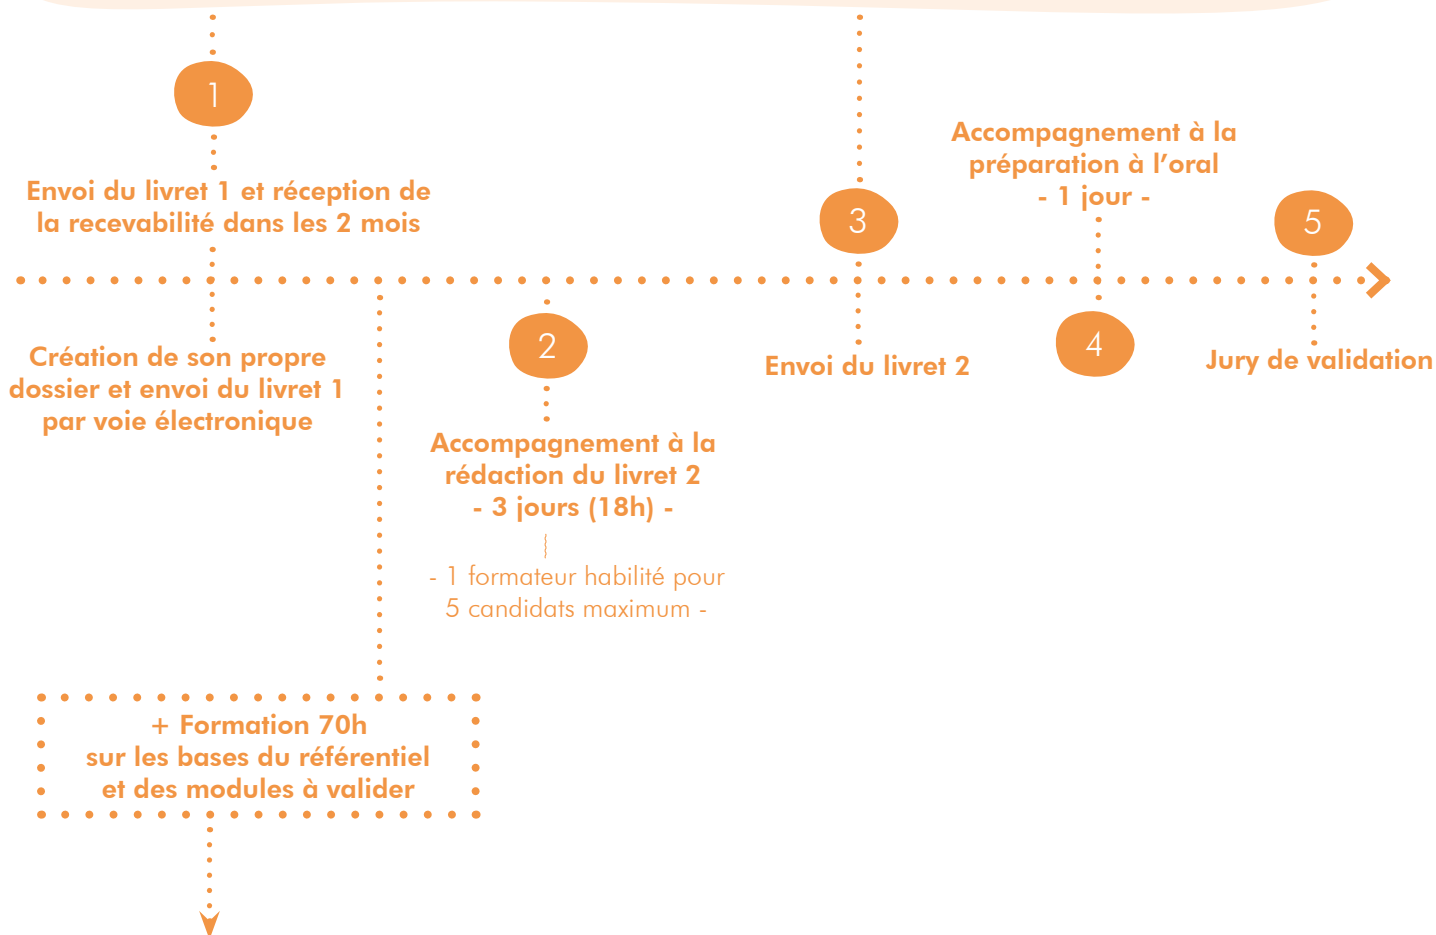 1
Envoi du livret 1 et réception de
la recevabilité dans les 2 mois
Création de son propre
dossier et envoi du livret 1
par voie électronique
2
Accompagnement à la
rédaction du livret 2
- 3 jours (18h) -
- 1 formateur habilité pour
5 candidats maximum -
3
Envoi du livret 2
Accompagnement à la
préparation à l’oral
- 1 jour -
4
5
Jury de validation
+ Formation 70h
sur les bases du référentiel
et des modules à valider